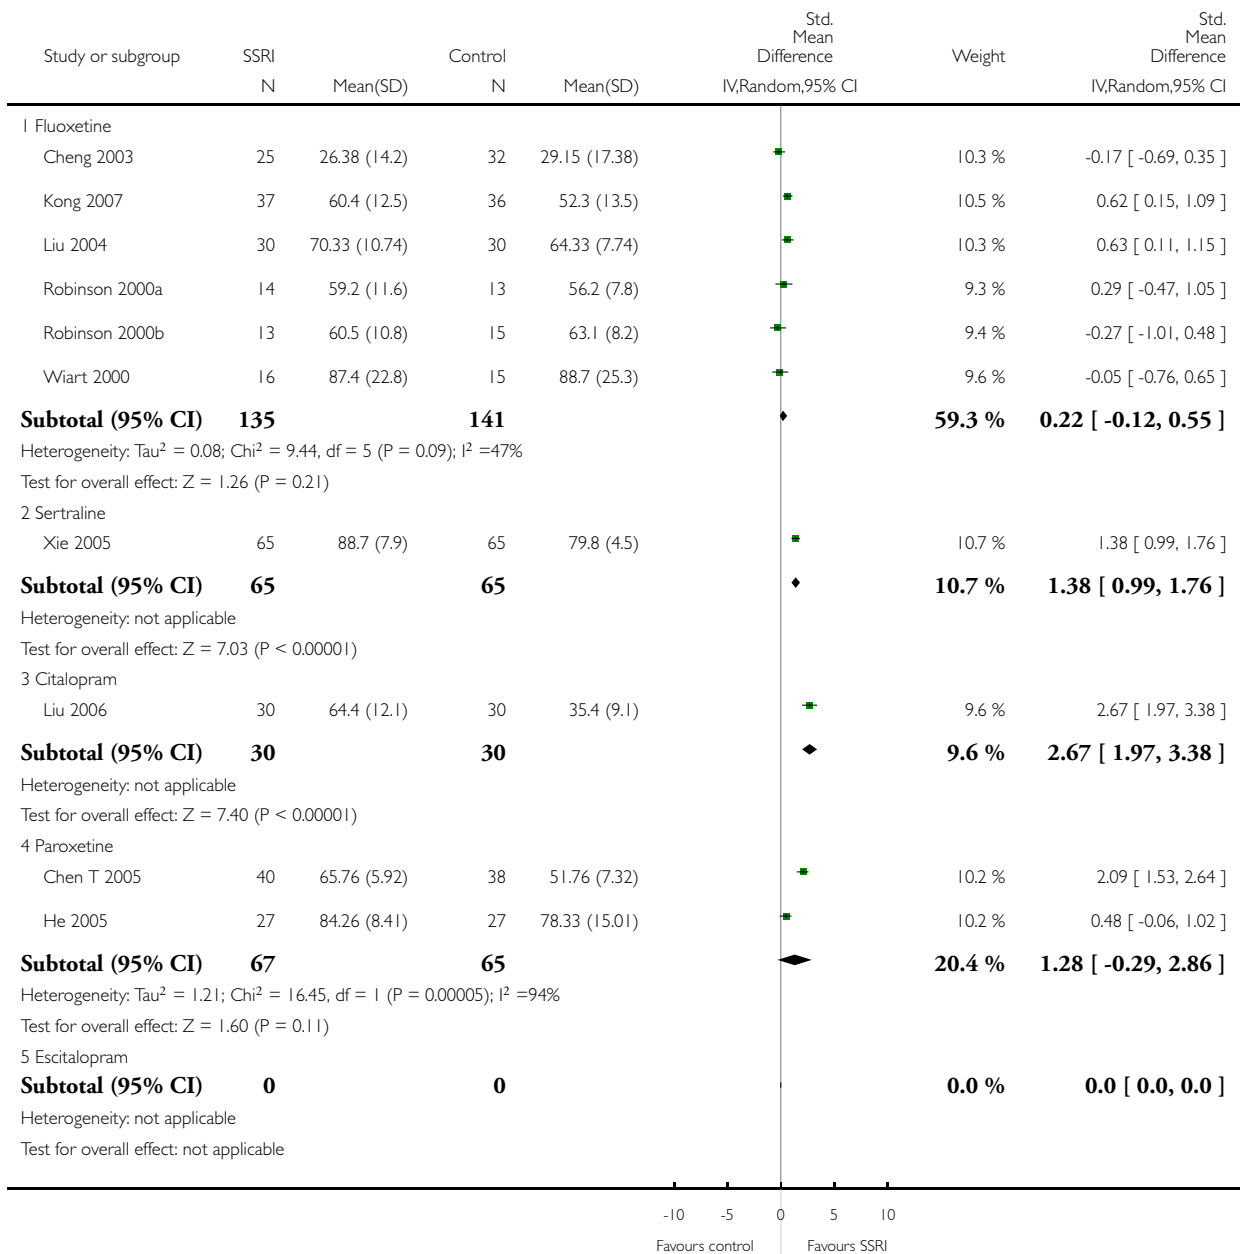 Study or subgroup SSRI Control Std. Mean Difference Weight Std. Mean Difference
N Mean(SD) N Mean(SD) IV,Random,95% CI IV,Random,95% CI
1 Fluoxetine
Cheng 2003 25 26.38 (14.2) 32 29.15 (17.38) 10.3 % -0.17 [ -0.69, 0.35 ]
Kong 2007 37 60.4 (12.5) 36 52.3 (13.5) 10.5 % 0.62 [ 0.15, 1.09 ]
Liu 2004 30 70.33 (10.74) 30 64.33 (7.74) 10.3 % 0.63 [ 0.11, 1.15 ]
Robinson 2000a 14 59.2 (11.6) 13 56.2 (7.8) 9.3 % 0.29 [ -0.47, 1.05 ]
Robinson 2000b 13 60.5 (10.8) 15 63.1 (8.2) 9.4 % -0.27 [ -1.01, 0.48 ]
Wiart 2000 16 87.4 (22.8) 15 88.7 (25.3) 9.6 % -0.05 [ -0.76, 0.65 ]
Subtotal (95% CI) 135 141 59.3 % 0.22 [ -0.12, 0.55 ]
Heterogeneity: Tau² = 0.08; Chi² = 9.44, df = 5 (P = 0.09); I² =47%
Test for overall effect: Z = 1.26 (P = 0.21)
2 Sertraline
Xie 2005 65 88.7 (7.9) 65 79.8 (4.5) 10.7 % 1.38 [ 0.99, 1.76 ]
Subtotal (95% CI) 65 65 10.7 % 1.38 [ 0.99, 1.76 ]
Heterogeneity: not applicable
Test for overall effect: Z = 7.03 (P < 0.00001)
3 Citalopram
Liu 2006 30 64.4 (12.1) 30 35.4 (9.1) 9.6 % 2.67 [ 1.97, 3.38 ]
Subtotal (95% CI) 30 30 9.6 % 2.67 [ 1.97, 3.38 ]
Heterogeneity: not applicable
Test for overall effect: Z = 7.40 (P < 0.00001)
4 Paroxetine
Chen T 2005 40 65.76 (5.92) 38 51.76 (7.32) 10.2 % 2.09 [ 1.53, 2.64 ]
He 2005 27 84.26 (8.41) 27 78.33 (15.01) 10.2 % 0.48 [ -0.06, 1.02 ]
Subtotal (95% CI) 67 65 20.4 % 1.28 [ -0.29, 2.86 ]
Heterogeneity: Tau² = 1.21; Chi² = 16.45, df = 1 (P = 0.00005); I² =94%
Test for overall effect: Z = 1.60 (P = 0.11)
5 Escitalopram
Subtotal (95% CI) 0 0 0.0 % 0.0 [ 0.0, 0.0 ]
Heterogeneity: not applicable
Test for overall effect: not applicable
-10 -5 0 5 10
Favours control Favours SSRI